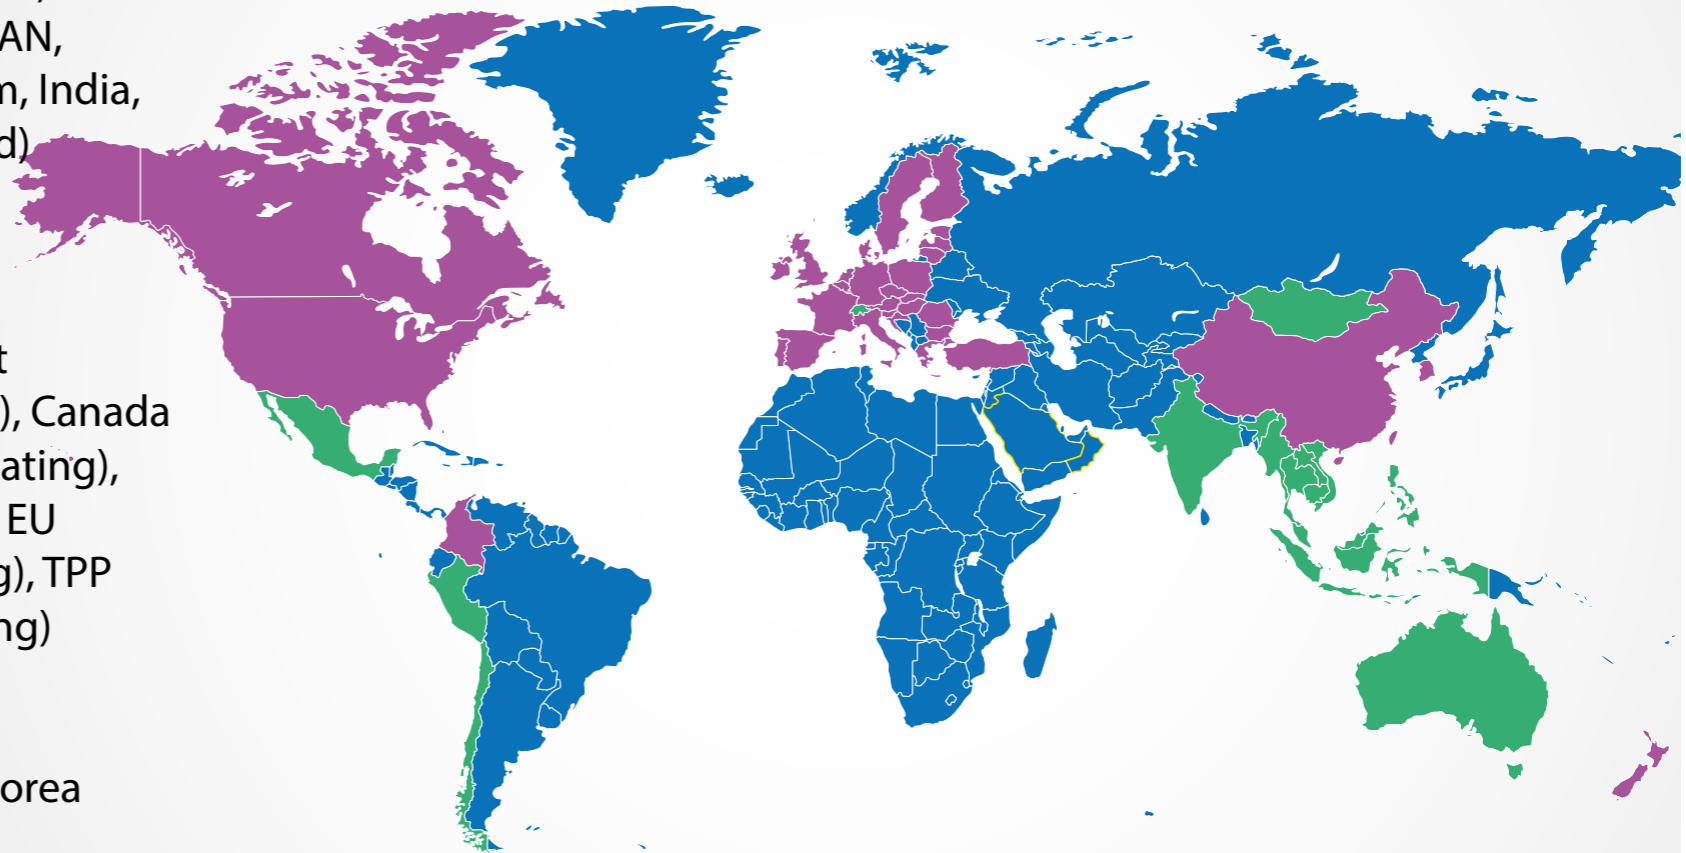 AN,
m, India,
d)
t
), Canada
ating),
EU
g), TPP
ng)
orea